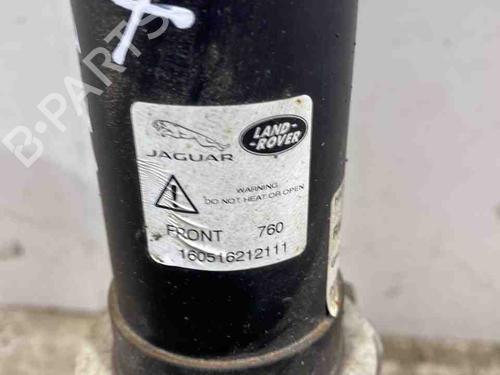 B-PARTS
JAGUAR
LAND-
-ROVER
WARNING
DO NOT HEAT OR OPEN
FRONT 760
160516212111